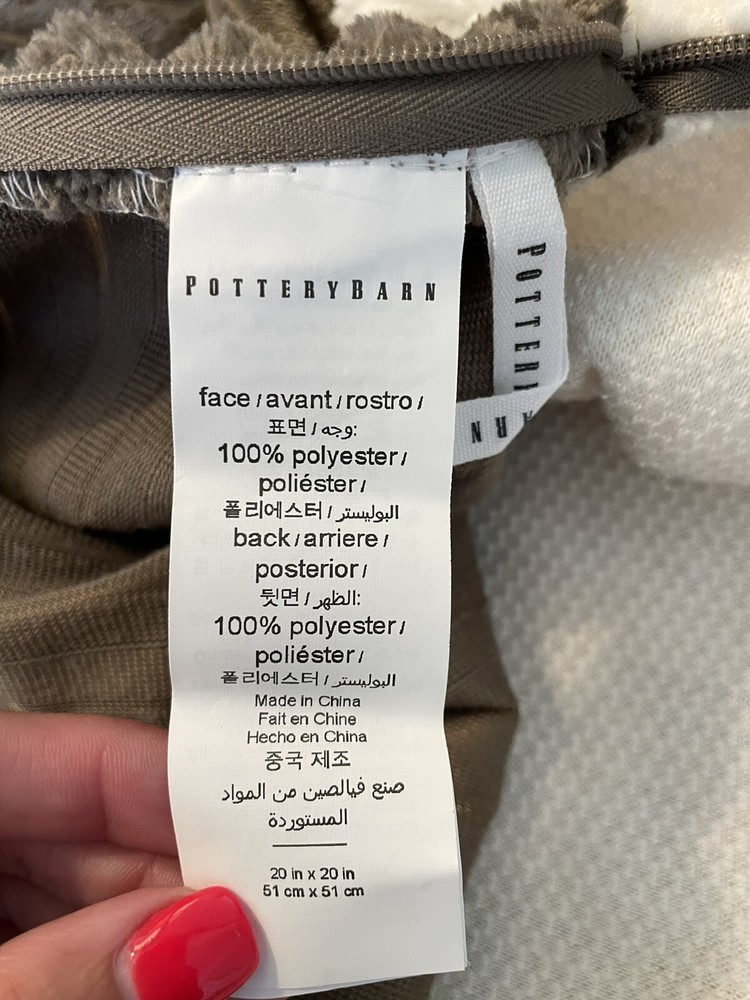 POTTERYBARN
face / avant / rostro /
표면 / وجه:
100% polyester /
poliéster /
폴리에스터 / البوليستر
back / arriere /
posterior /
뒷면 / الظهر:
100% polyester /
poliéster /
폴리에스터 / البوليستر
Made in China
Fait en Chine
Hecho en China
중국 제조
صنع فيالصين من المواد
المستوردة
20 in x 20 in
51 cm x 51 cm
POTTERY
ARN